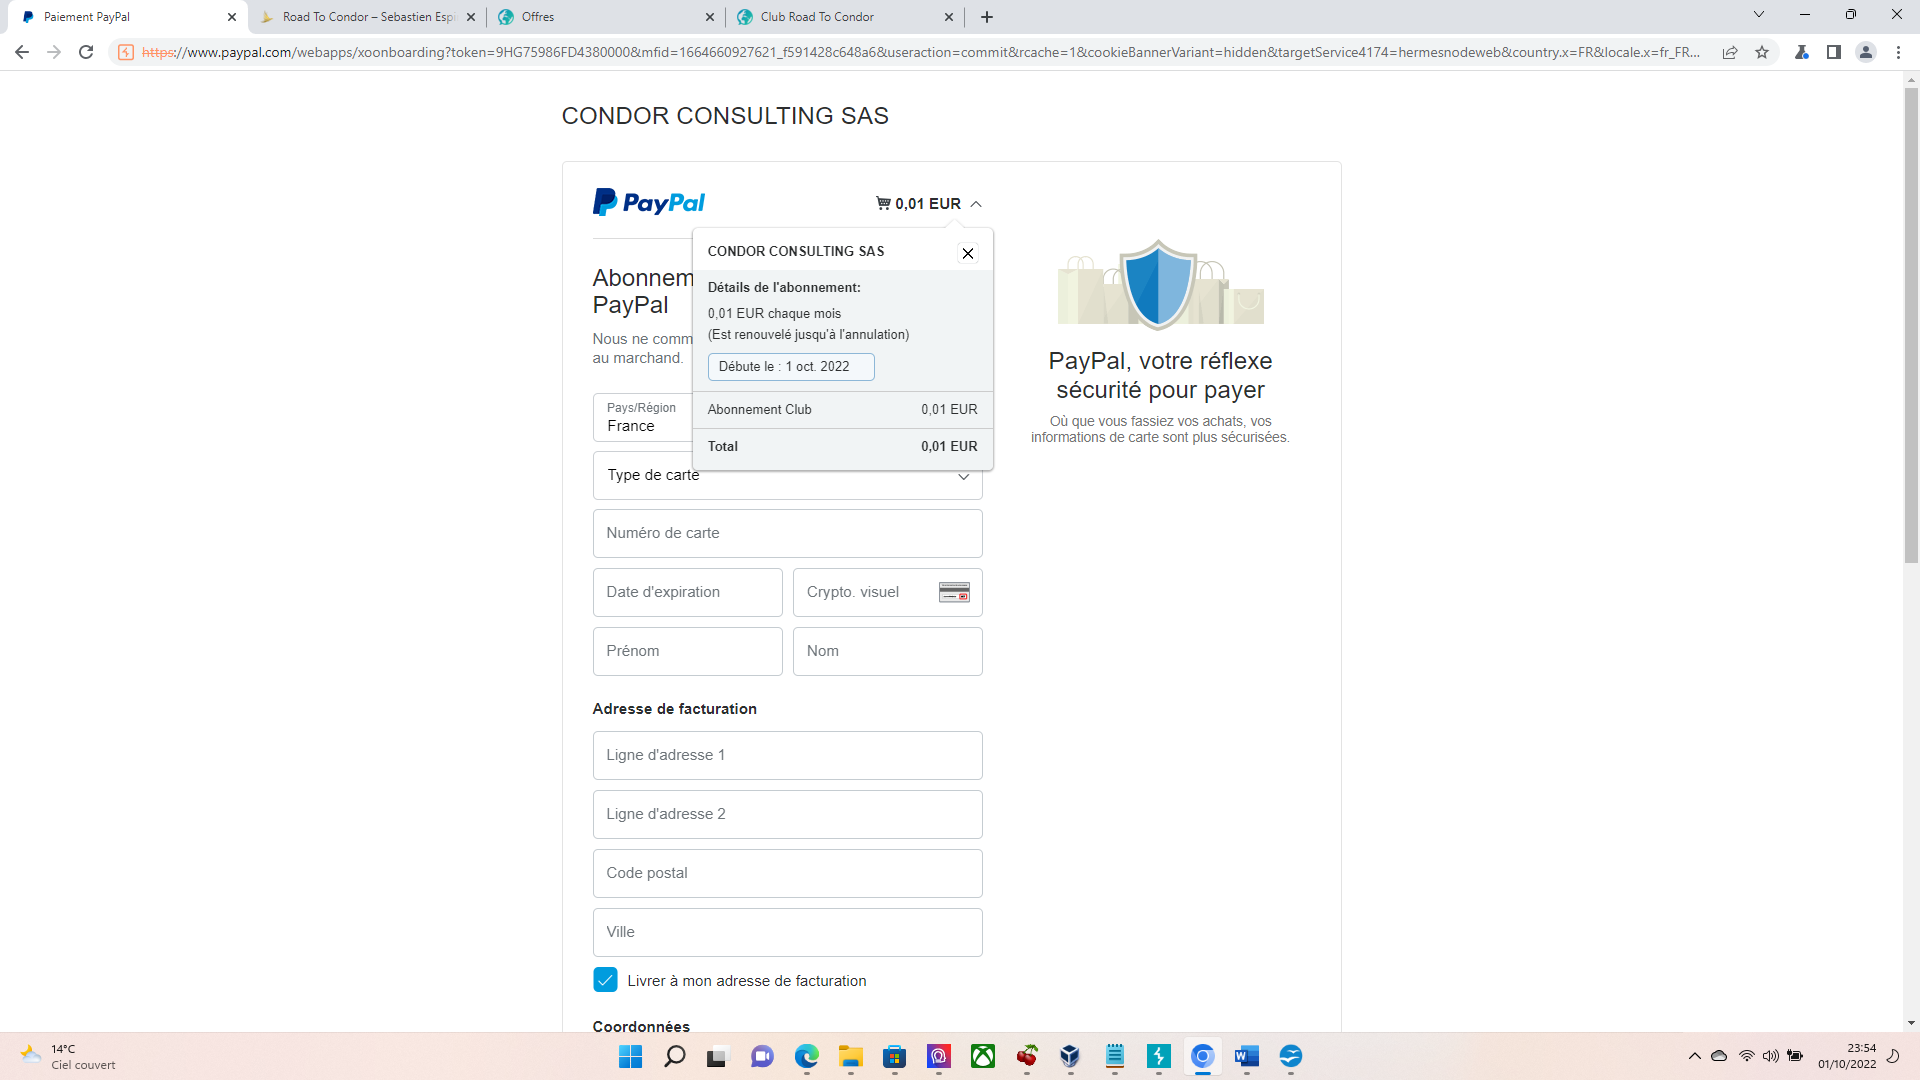 Paiement PayPal
Road To Condor – Sebastien Espi
Offres
Club Road To Condor
https://www.paypal.com/webapps/xoonboarding?token=9HG75986FD4380000&mfid=1664660927621_f591428c648a6&useraction=commit&rcache=1&cookieBannerVariant=hidden&targetService4174=hermesnodeweb&country.x=FR&locale.x=fr_FR...
CONDOR CONSULTING SAS
PayPal
0,01 EUR
CONDOR CONSULTING SAS
Détails de l'abonnement:
0,01 EUR chaque mois
(Est renouvelé jusqu'à l'annulation)
Débute le : 1 oct. 2022
Abonnement Club 0,01 EUR
Total 0,01 EUR
Abonnem
PayPal
Nous ne comm
au marchand.
Pays/Région
France
Type de carte
Numéro de carte
Date d'expiration
Crypto. visuel
Prénom
Nom
Adresse de facturation
Ligne d'adresse 1
Ligne d'adresse 2
Code postal
Ville
Livrer à mon adresse de facturation
Coordonnées
PayPal, votre réflexe
sécurité pour payer
Où que vous fassiez vos achats, vos
informations de carte sont plus sécurisées.
14°C
Ciel couvert
23:54
01/10/2022